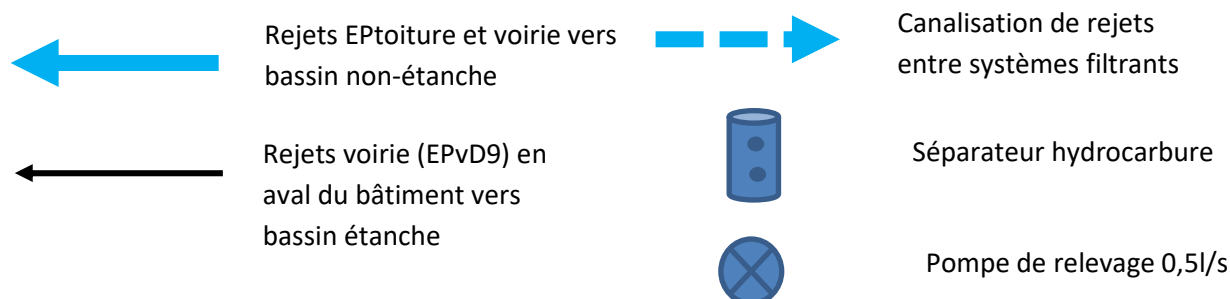 Rejets EPtoiture et voirie vers
bassin non-étanche
Rejets voirie (EPvD9) en
aval du bâtiment vers
bassin étanche
Canalisation de rejets
entre systèmes filtrants
Séparateur hydrocarbure
Pompe de relevage 0,5l/s